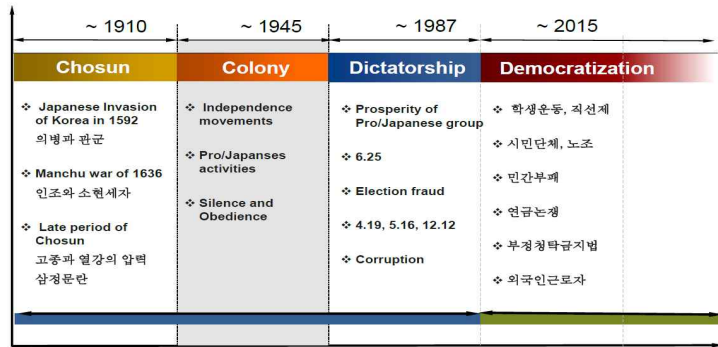 ~ 1910
~ 1945
~ 1987
~ 2015
Chosun
Colony
Dictatorship
Democratization
❖ Japanese Invasion
of Korea in 1592
의병과 관군
❖ Manchu war of 1636
인조와 소현세자
❖ Late period of
Chosun
고종과 열강의 압력
삼정문란
❖ Independence
movements
❖ Pro/Japanses
activities
❖ Silence and
Obedience
❖ Prosperity of
Pro/Japanese group
❖ 6.25
❖ Election fraud
❖ 4.19, 5.16, 12.12
❖ Corruption
❖ 학생운동, 직선제
❖ 시민단체, 노조
❖ 민간부패
❖ 연금논쟁
❖ 부정청탁금지법
❖ 외국인근로자